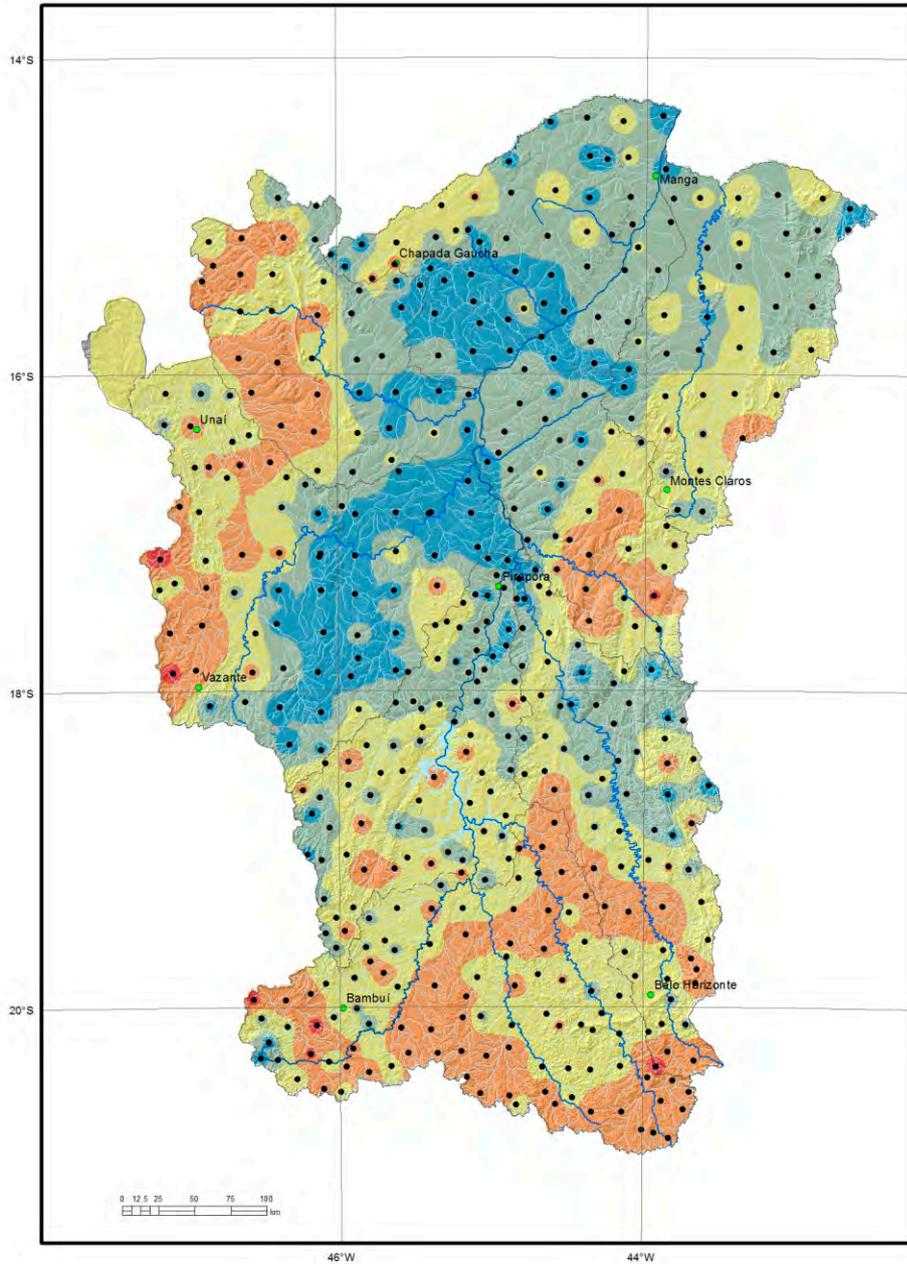 14°S
Manga
Chapada Gaucha
16°S
Unaí
Montes Claros
Pirapora
18°S
Vazante
Belo Horizonte
20°S
Bambuí
0 12.5 25 50 75 100
km
46°W 44°W